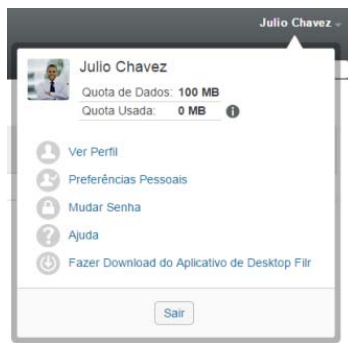 Julio Chavez
Julio Chavez
Quota de Dados: 100 MB
Quota Usada: 0 MB
Ver Perfil
Preferências Pessoais
Mudar Senha
Ajuda
Fazer Download do Aplicativo de Desktop Filr
Sair